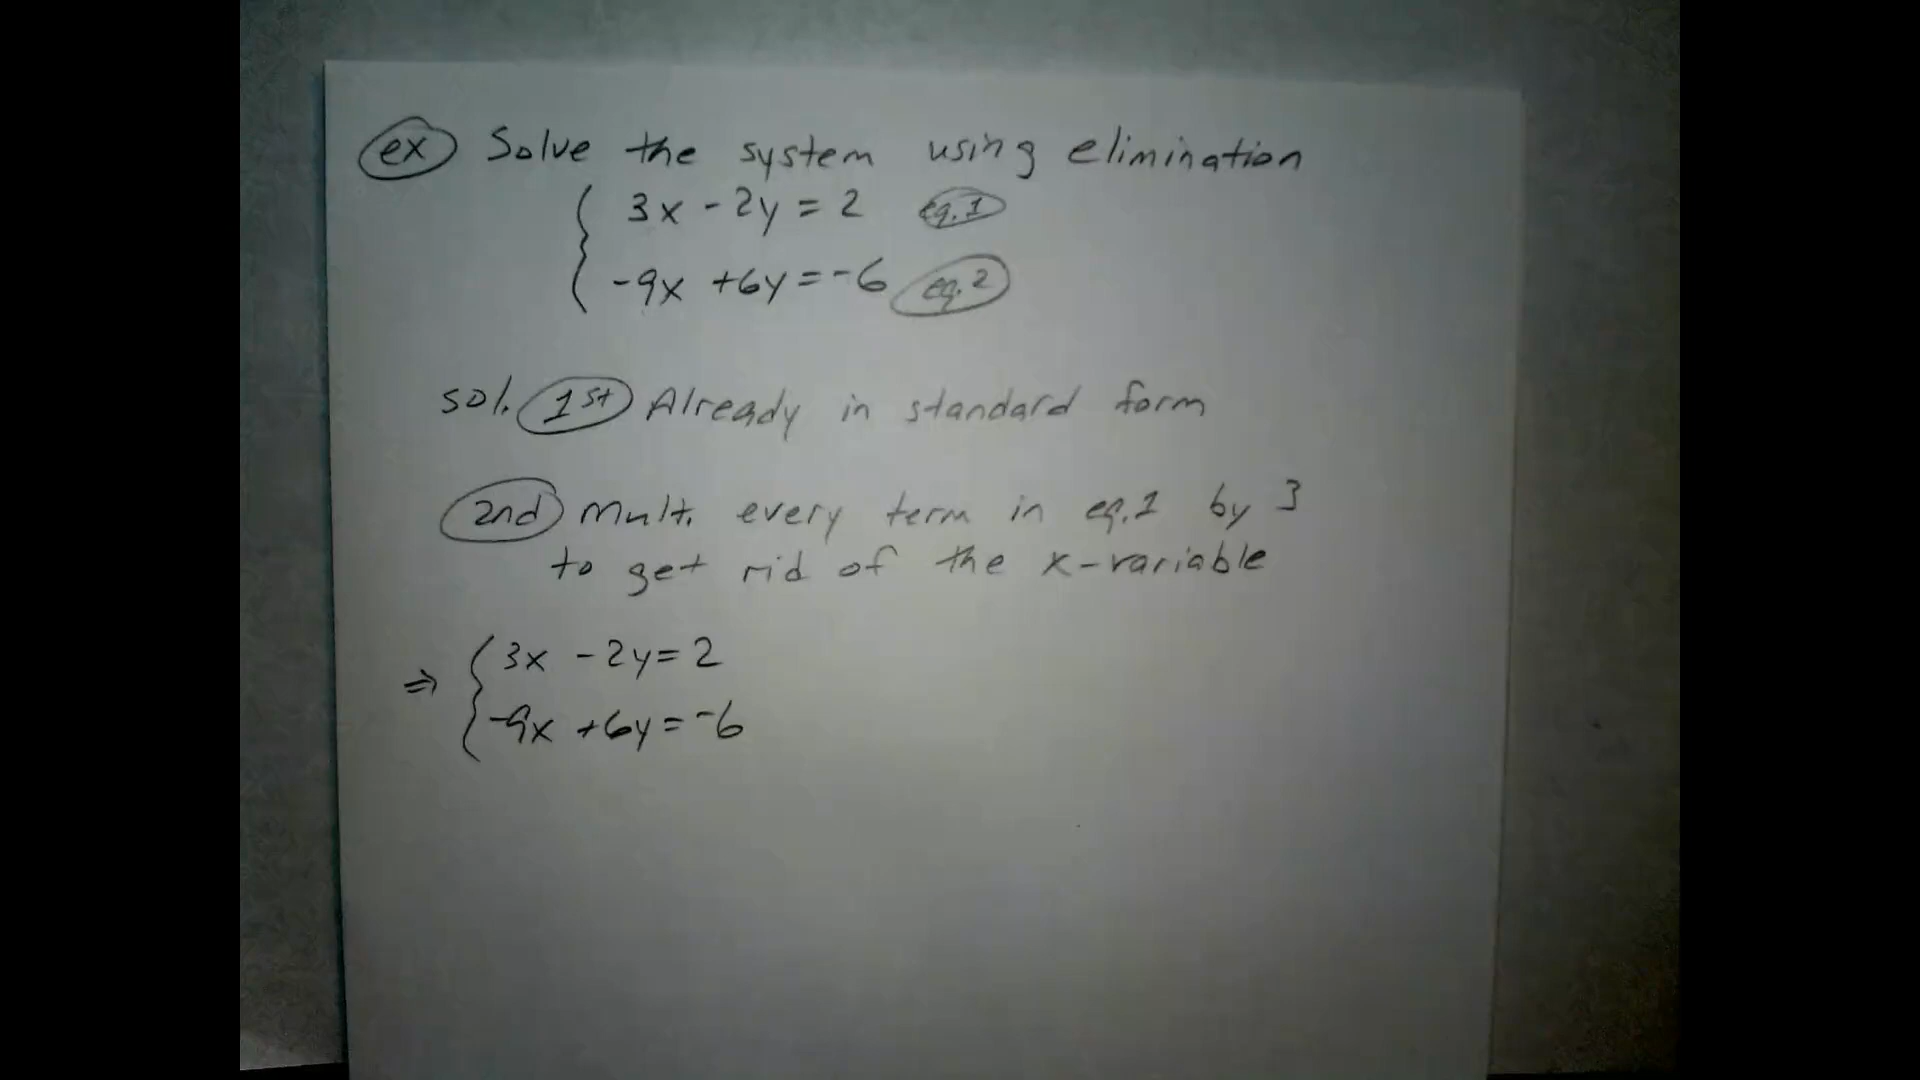 ex Solve the system using elimination
3x - 2y = 2 eq.1
-9x +6y = -6 eq.2
sol. 1st Already in standard form
2nd Mult. every term in eq.1 by 3
to get rid of the x-variable
⇒ 3x - 2y = 2
-9x +6y = -6